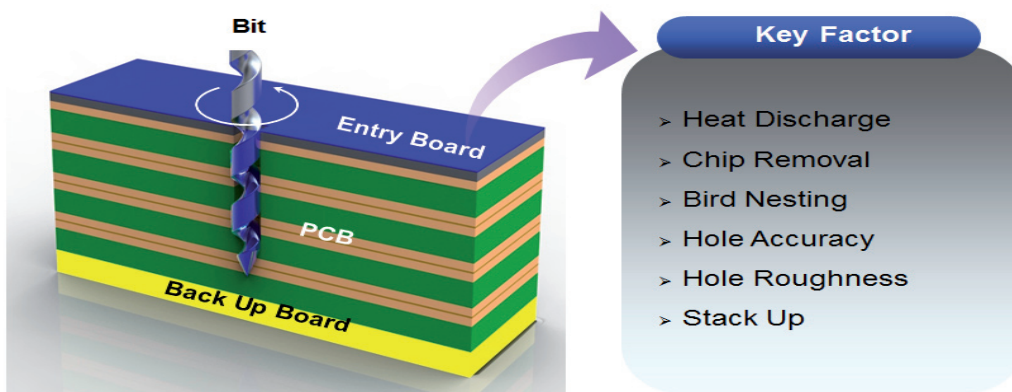 Bit
Entry Board
PCB
Back Up Board
Key Factor
➢ Heat Discharge
➢ Chip Removal
➢ Bird Nesting
➢ Hole Accuracy
➢ Hole Roughness
➢ Stack Up